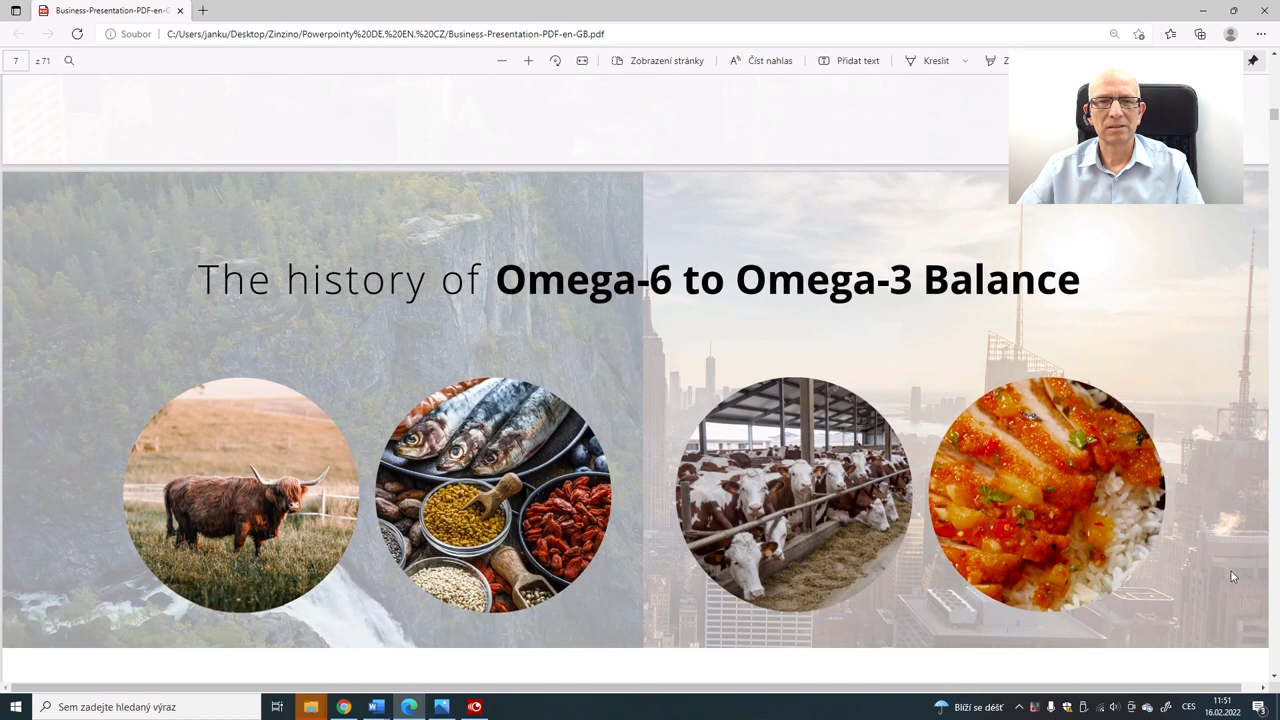 Business-Presentation-PDF-en-G
Soubor
C:/Users/janku/Desktop/Zinzino/Powerpointy%20DE.%20EN.%20CZ/Business-Presentation-PDF-en-GB.pdf
7 z 71
Zobrazení stránky
Číst nahlas
Přidat text
Kreslit
The history of Omega-6 to Omega-3 Balance
Sem zadejte hledaný výraz
Blíží se déšť
CES
11:51
16.02.2022